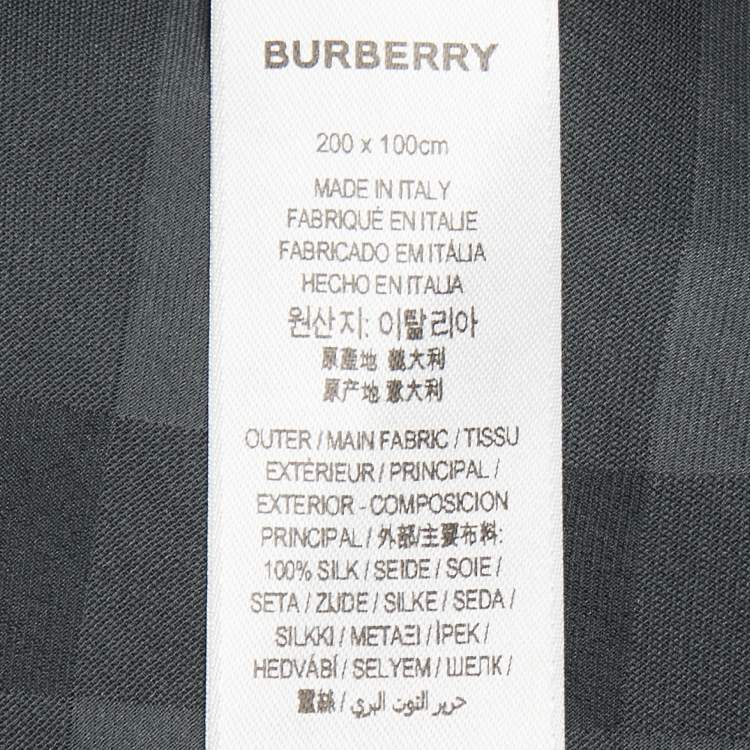 BURBERRY
200 x 100cm
MADE IN ITALY
FABRIQUÉ EN ITALIE
FABRICADO EM ITÁLIA
HECHO EN ITALIA
원산지: 이탈리아
原產地 義大利
原产地 意大利
OUTER / MAIN FABRIC / TISSU
EXTÉRIEUR / PRINCIPAL /
EXTERIOR - COMPOSICION
PRINCIPAL / 外部/主要布料:
100% SILK / SEIDE / SOIE /
SETA / ZIJDE / SILKE / SEDA /
SILKKI / ΜΕΤΑΞΙ / İPEK /
HEDVÁBÍ / SELYEM / ШЕЛК /
蠶絲 / حرير التوت البري